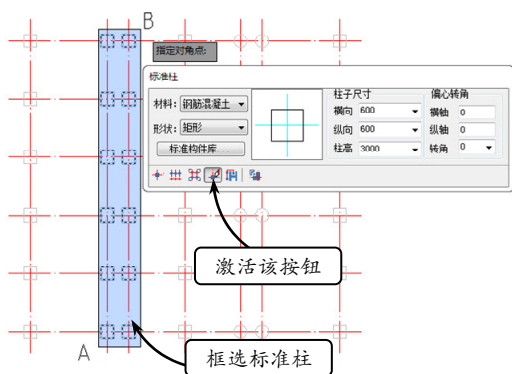 B
指定对角点:
标准柱
材料: 钢筋混凝土
形状: 矩形
标准构件库
柱子尺寸
横向 600
纵向 600
柱高 3000
偏心转角
横轴 0
纵轴 0
转角 0
激活该按钮
A
框选标准柱